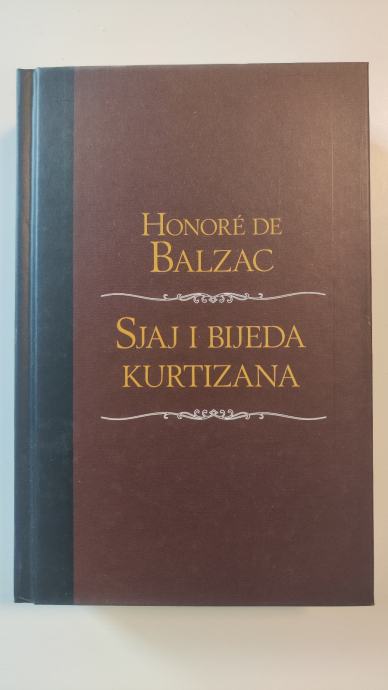 Honoré de
Balzac
Sjaj i bijeda
kurtizana